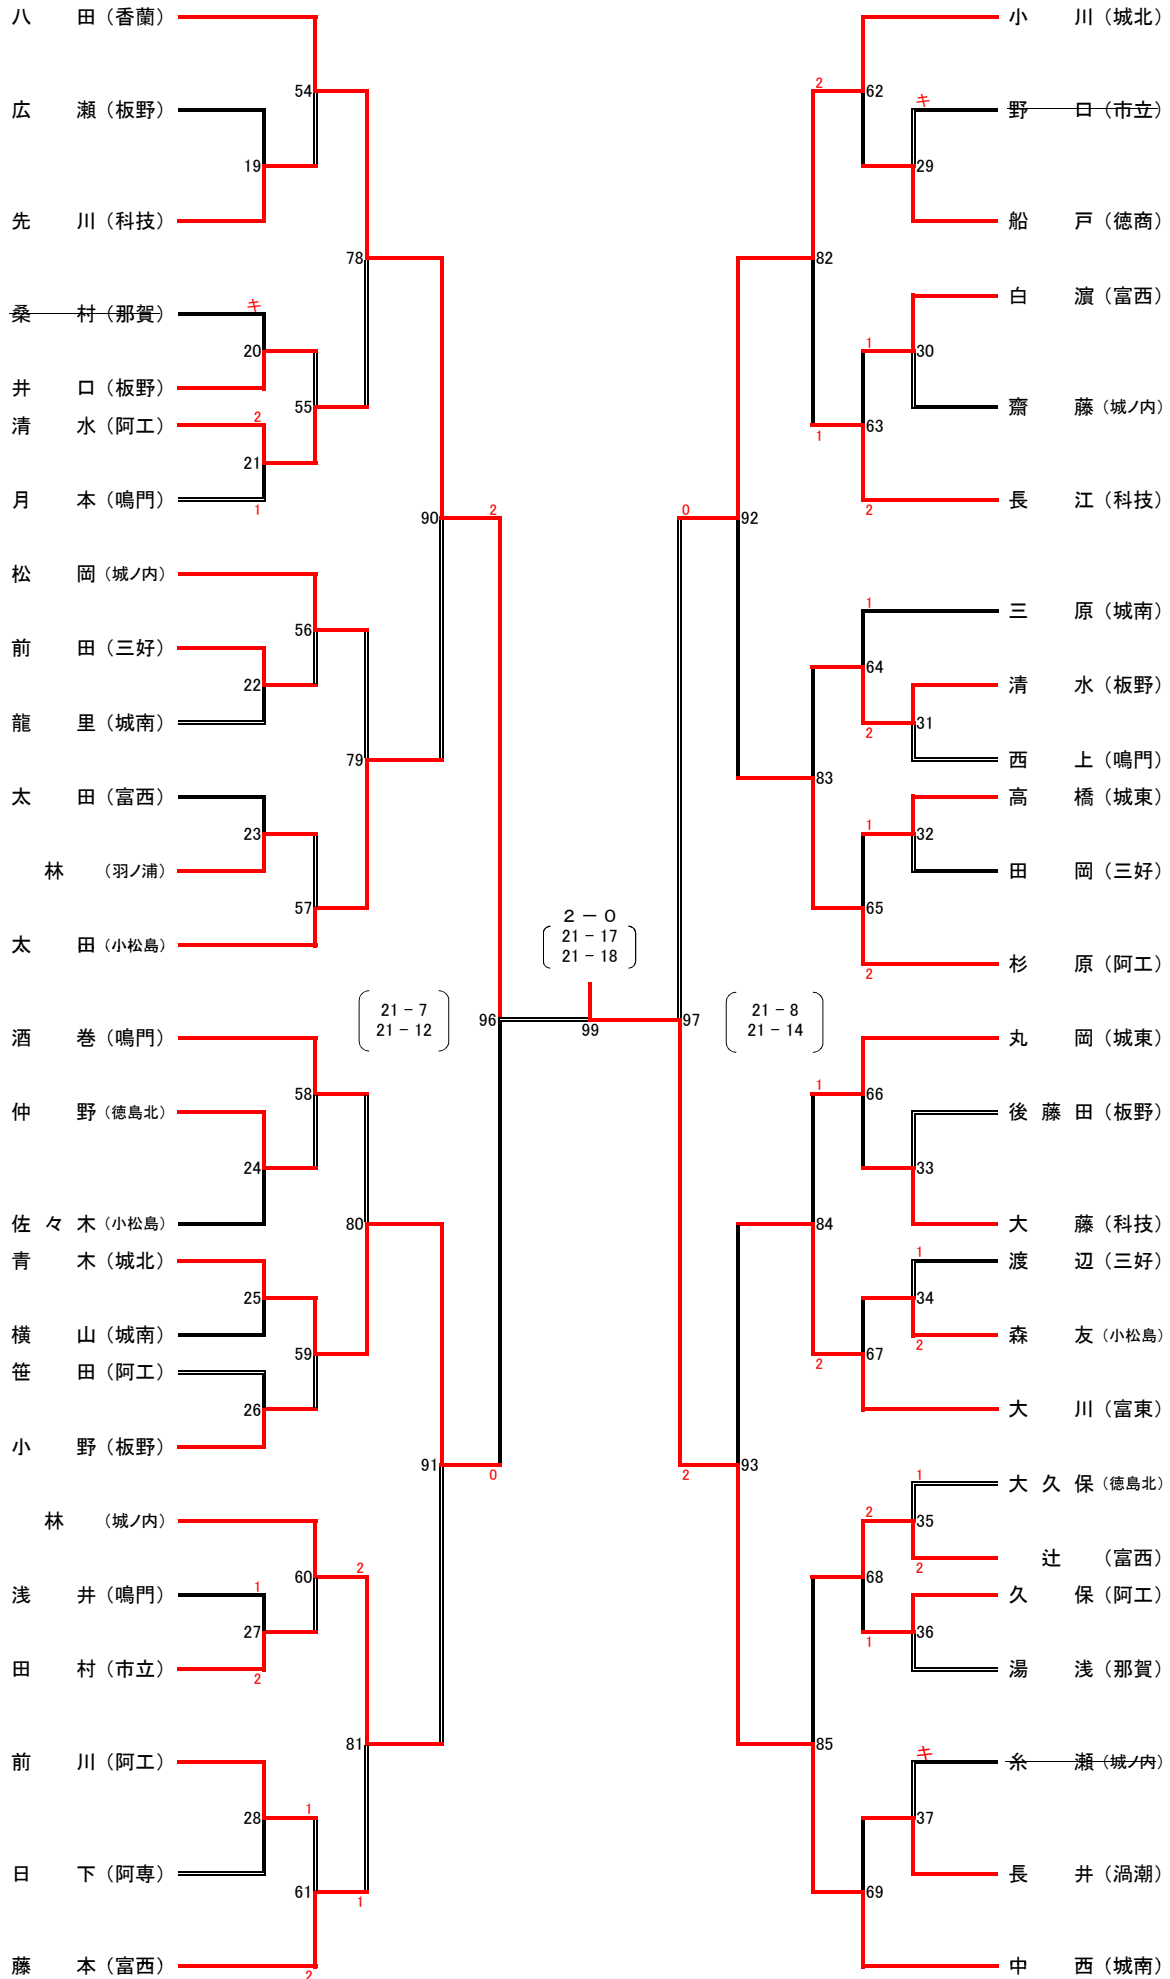 八　田（香蘭）
54
広　瀬（板野）
19
先　川（科技）
78
桑　村（那賀）
キ
20
井　口（板野）
55
清　水（阿工）
2
21
月　本（鳴門）
1
90
2
松　岡（城ノ内）
56
前　田（三好）
22
龍　里（城南）
79
太　田（富西）
23
林　（羽ノ浦）
57
太　田（小松島）
酒　巻（鳴門）
58
仲　野（徳島北）
24
佐々木（小松島）
80
青　木（城北）
25
横　山（城南）
59
笹　田（阿工）
26
小　野（板野）
91
0
林　（城ノ内）
60
2
浅　井（鳴門）
1
27
田　村（市立）
2
81
前　川（阿工）
28
1
日　下（阿専）
61
1
藤　本（富西）
2
2 － 0
21 － 17
21 － 18
21 － 7
21 － 12
96
99
97
21 － 8
21 － 14
小　川（城北）
2
62
キ
野　口（市立）
29
船　戸（徳商）
82
白　濵（富西）
1
30
齋　藤（城ノ内）
63
1
長　江（科技）
2
0
92
三　原（城南）
1
64
清　水（板野）
31
2
西　上（鳴門）
83
高　橋（城東）
1
32
田　岡（三好）
65
杉　原（阿工）
2
丸　岡（城東）
1
66
後藤田（板野）
33
大　藤（科技）
84
渡　辺（三好）
1
34
森　友（小松島）
2
67
2
大　川（富東）
93
2
大久保（徳島北）
1
35
2
辻　（富西）
2
68
久　保（阿工）
36
1
湯　浅（那賀）
85
キ
糸　瀬（城ノ内）
37
長　井（渦潮）
69
中　西（城南）